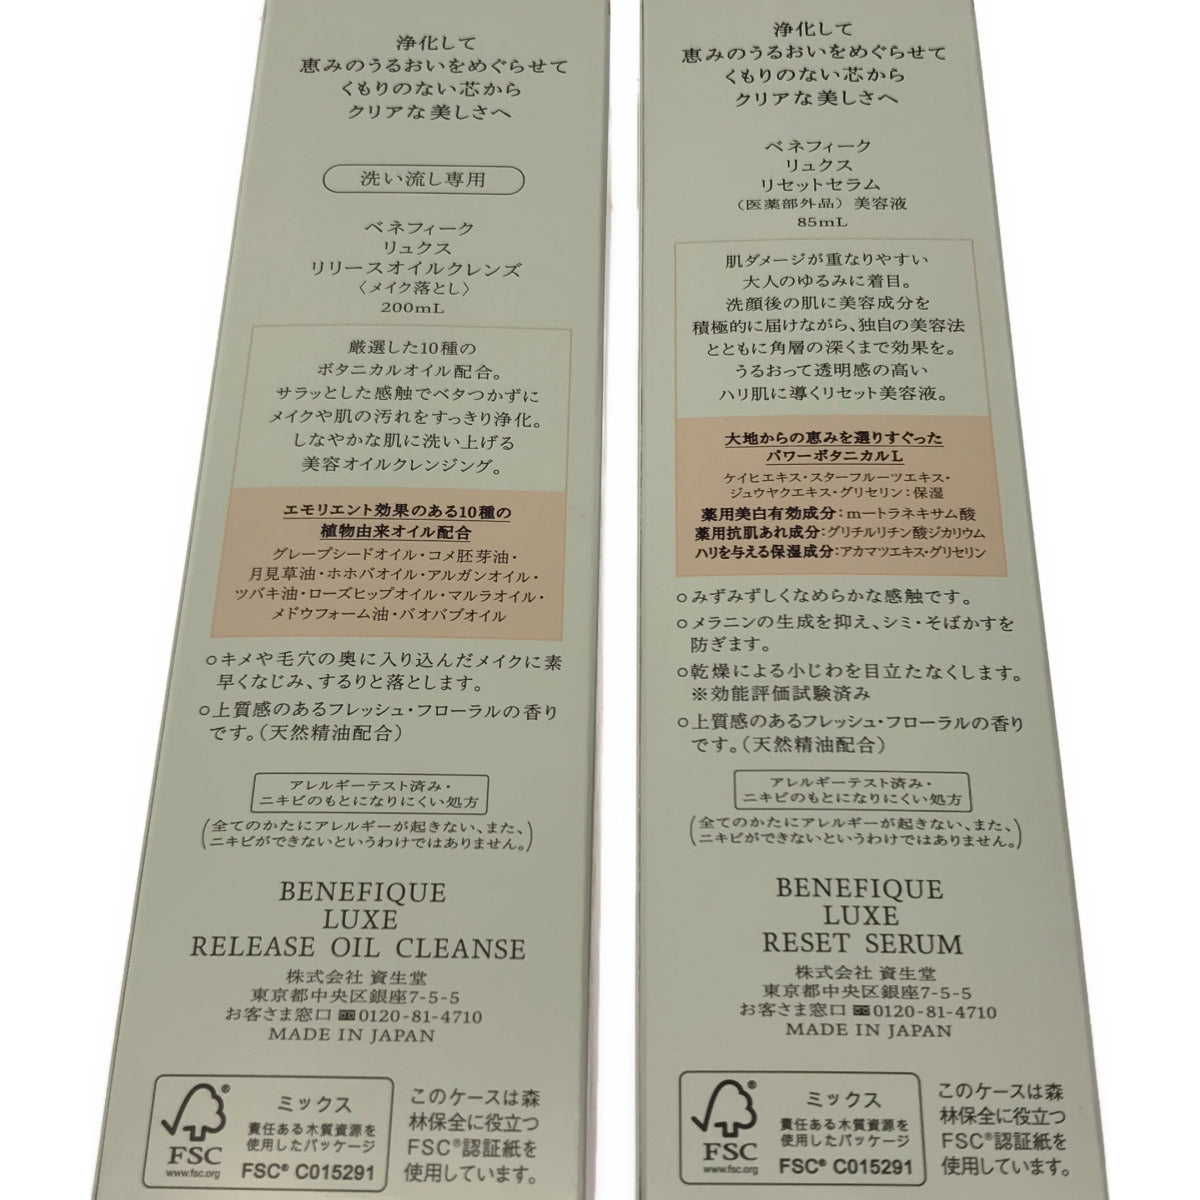 浄化して
恵みのうるおいをめぐらせて
くもりのない芯から
クリアな美しさへ
洗い流し専用
ベネフィーク
リュクス
リリースオイルクレンズ
〈メイク落とし〉
200mL
厳選した10種の
ボタニカルオイル配合。
サラッとした感触でベタつかずに
メイクや肌の汚れをすっきり浄化。
しなやかな肌に洗い上げる
美容オイルクレンジング。
エモリエント効果のある10種の
植物由来オイル配合
グレープシードオイル・コメ胚芽油・
月見草油・ホホバオイル・アルガンオイル・
ツバキ油・ローズヒップオイル・マルラオイル・
メドウフォーム油・バオバブオイル
○キメや毛穴の奥に入り込んだメイクに素
早くなじみ、するりと落とします。
○上質感のあるフレッシュ・フローラルの香り
です。(天然精油配合)
アレルギーテスト済み・
ニキビのもとになりにくい処方
(全てのかたにアレルギーが起きない、また、
ニキビができないというわけではありません。)
BENEFIQUE
LUXE
RELEASE OIL CLEANSE
株式会社 資生堂
東京都中央区銀座7-5-5
お客さま窓口 0120-81-4710
MADE IN JAPAN
FSC®
www.fsc.org
ミックス
責任ある木質資源を
使用したパッケージ
FSC® C015291
このケースは森
林保全に役立つ
FSC®認証紙を
使用しています。
浄化して
恵みのうるおいをめぐらせて
くもりのない芯から
クリアな美しさへ
ベネフィーク
リュクス
リセットセラム
(医薬部外品) 美容液
85mL
肌ダメージが重なりやすい
大人のゆるみに着目。
洗顔後の肌に美容成分を
積極的に届けながら、独自の美容法
とともに角層の深くまで効果を。
うるおって透明感の高い
ハリ肌に導くリセット美容液。
大地からの恵みを選りすぐった
パワーボタニカルL
ケイヒエキス・スターフルーツエキス・
ジュウヤクエキス・グリセリン：保湿
薬用美白有効成分：m－トラネキサム酸
薬用抗肌あれ成分：グリチルリチン酸ジカリウム
ハリを与える保湿成分：アカマツエキス・グリセリン
○みずみずしくなめらかな感触です。
○メラニンの生成を抑え、シミ・そばかすを
防ぎます。
○乾燥による小じわを目立たなくします。
※効能評価試験済み
○上質感のあるフレッシュ・フローラルの香り
です。(天然精油配合)
アレルギーテスト済み・
ニキビのもとになりにくい処方
(全てのかたにアレルギーが起きない、また、
ニキビができないというわけではありません。)
BENEFIQUE
LUXE
RESET SERUM
株式会社 資生堂
東京都中央区銀座7-5-5
お客さま窓口 0120-81-4710
MADE IN JAPAN
FSC®
www.fsc.org
ミックス
責任ある木質資源を
使用したパッケージ
FSC® C015291
このケースは森
林保全に役立つ
FSC®認証紙を
使用しています。